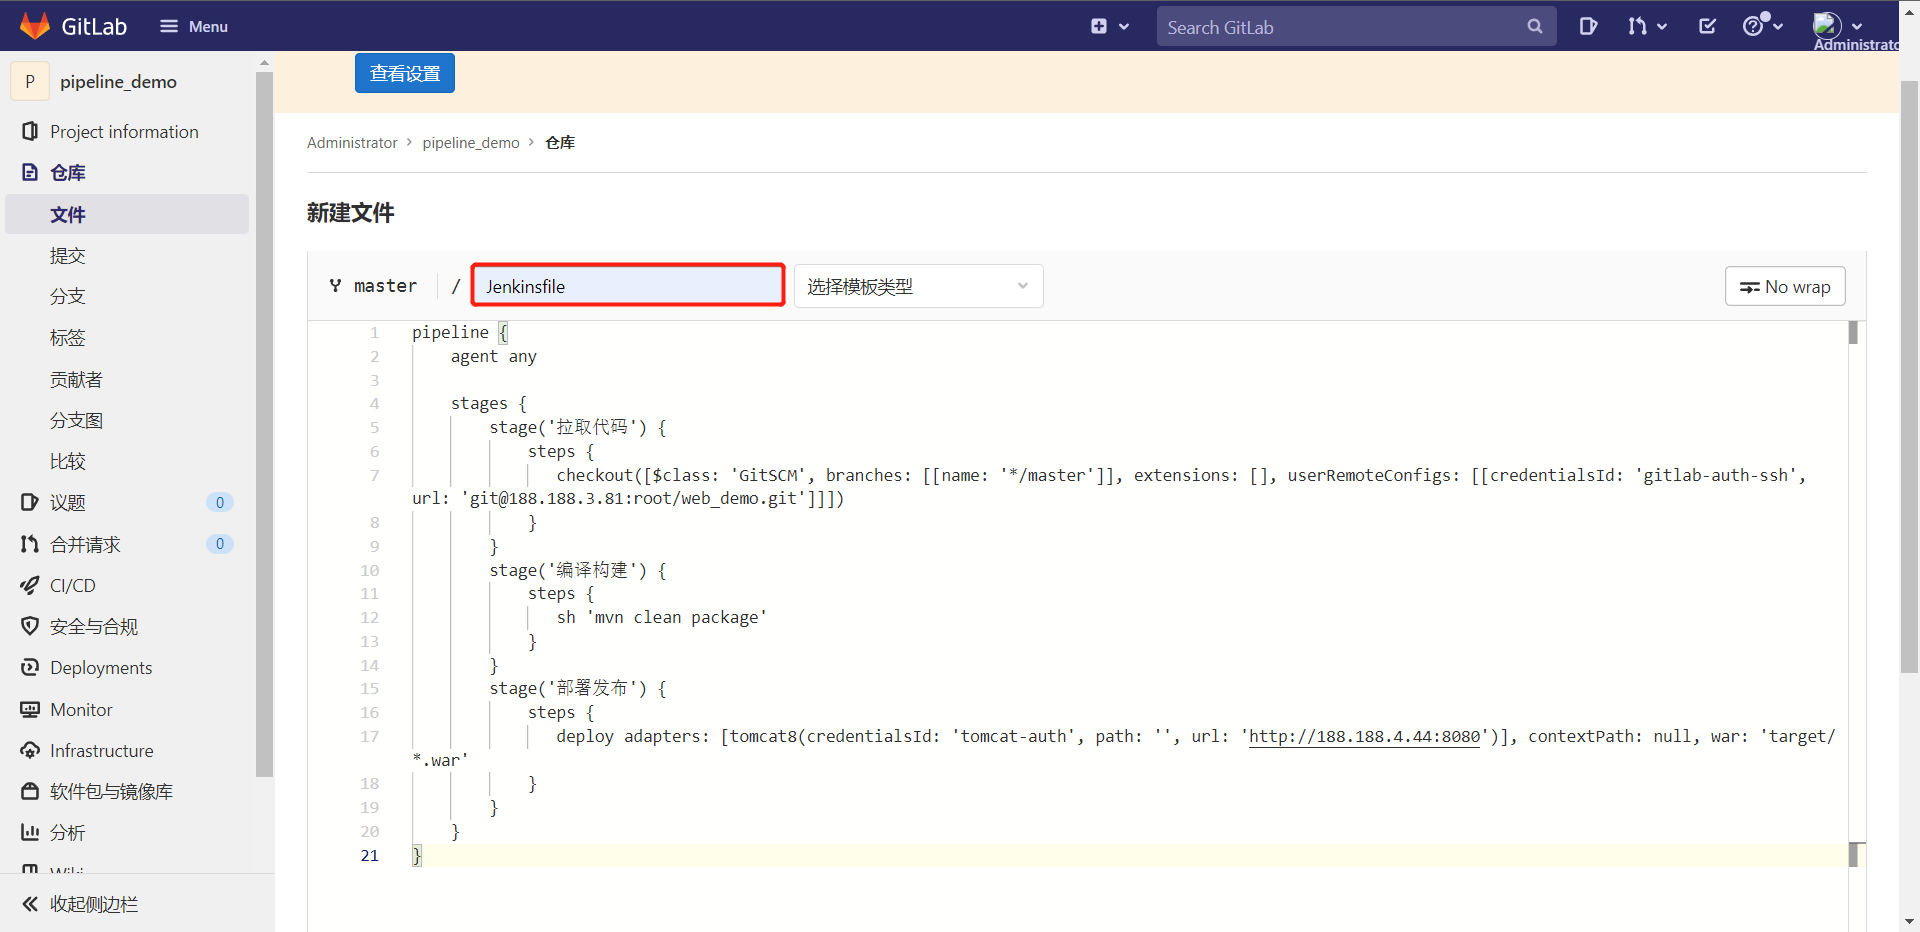 GitLab
Menu
Search GitLab
Administrato
P
pipeline_demo
Project information
仓库
文件
提交
分支
标签
贡献者
分支图
比较
议题
0
合并请求
0
CI/CD
安全与合规
Deployments
Monitor
Infrastructure
软件包与镜像库
分析
Wiki
收起侧边栏
查看设置
Administrator > pipeline_demo > 仓库
新建文件
master / Jenkinsfile 选择模板类型 No wrap
1 pipeline {
2     agent any
3
4     stages {
5         stage('拉取代码') {
6             steps {
7                checkout([$class: 'GitSCM', branches: [[name: '*/master']], extensions: [], userRemoteConfigs: [[credentialsId: 'gitlab-auth-ssh',
url: 'git@188.188.3.81:root/web_demo.git']]])
8             }
9         }
10         stage('编译构建') {
11             steps {
12                sh 'mvn clean package'
13             }
14         }
15         stage('部署发布') {
16             steps {
17                deploy adapters: [tomcat8(credentialsId: 'tomcat-auth', path: '', url: 'http://188.188.4.44:8080')], contextPath: null, war: 'target/
*.war'
18             }
19         }
20     }
21 }